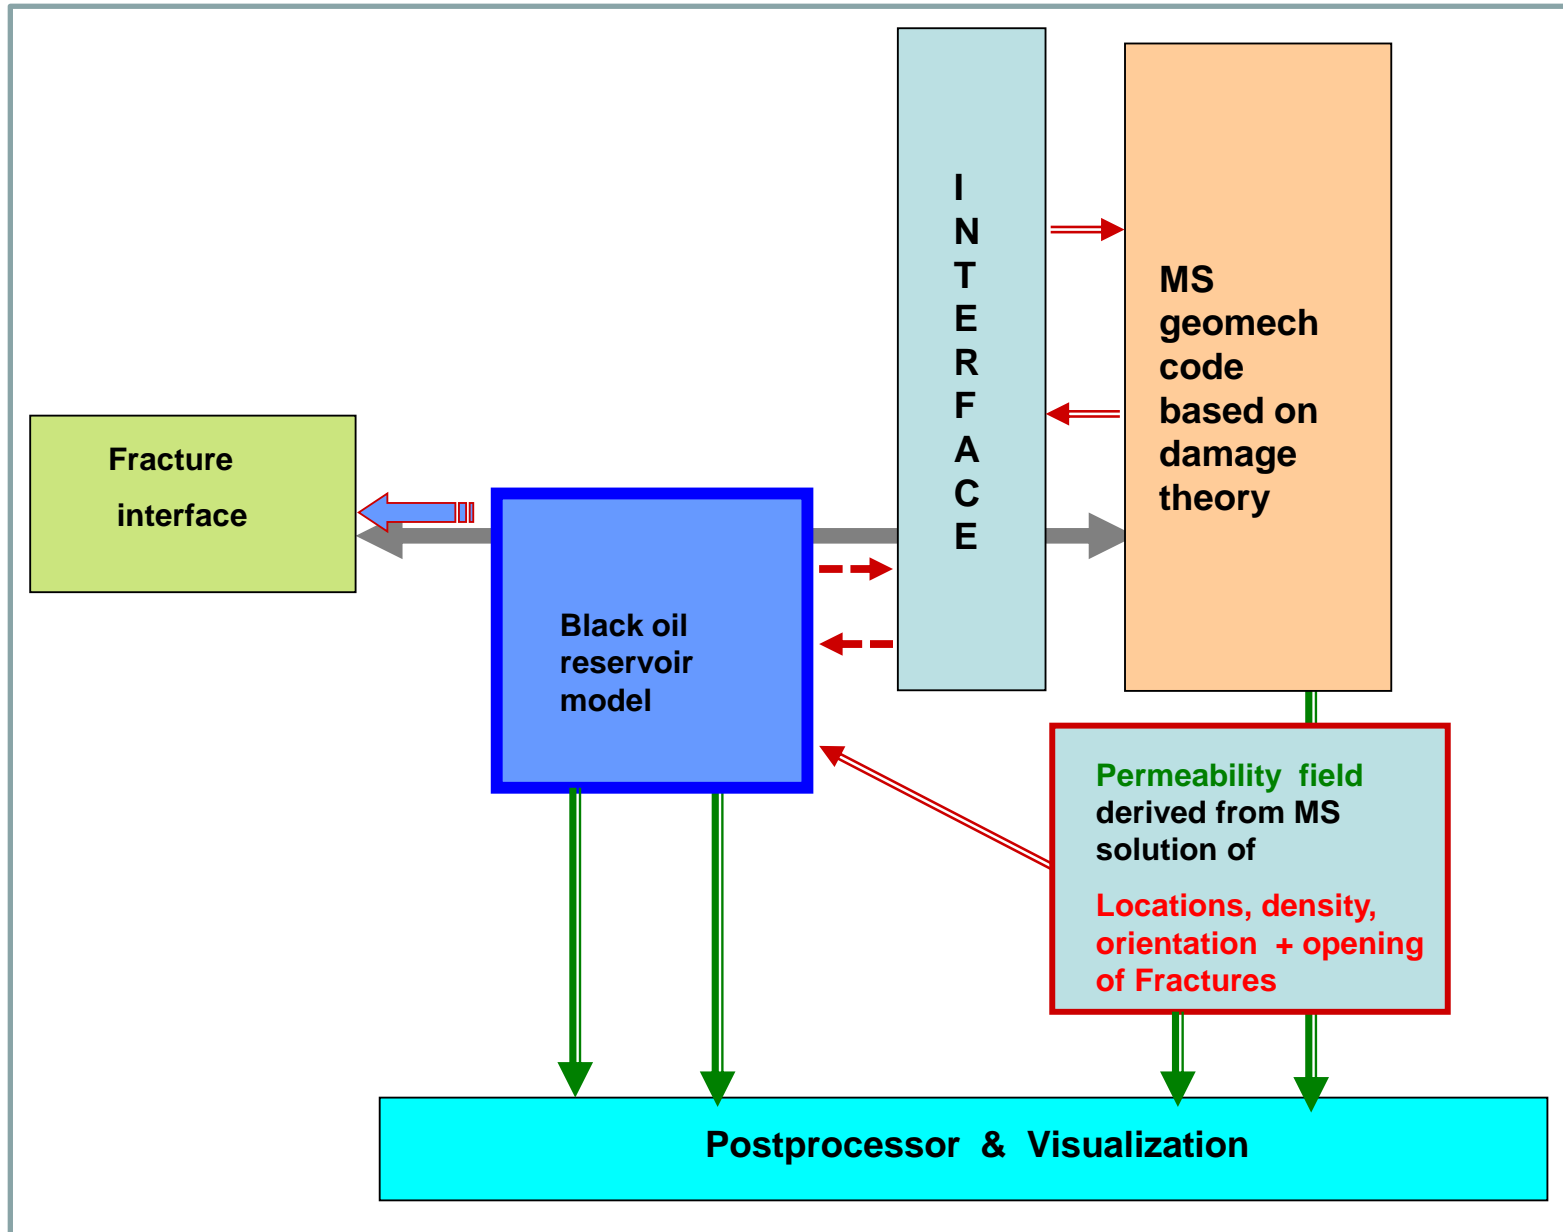 I
N
T
E
R
F
A
C
E
MS
geomech
code
based on
damage
theory
Fracture
interface
Black oil
reservoir
model
Permeability field
derived from MS
solution of
Locations, density,
orientation + opening
of Fractures
Postprocessor & Visualization